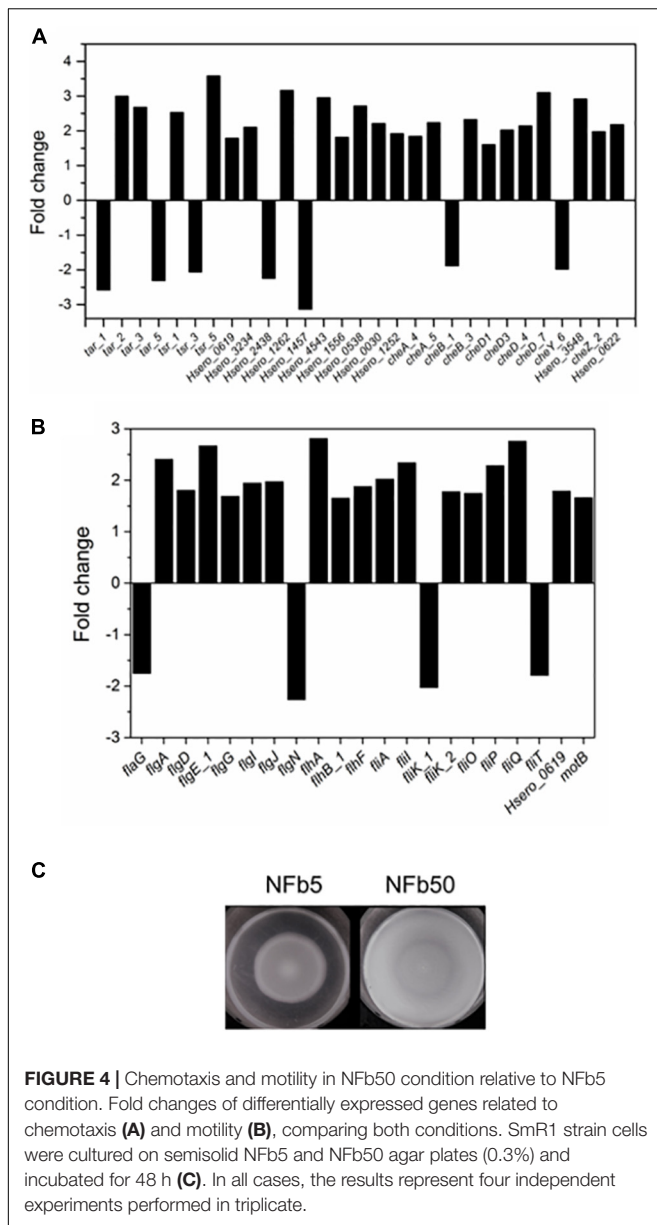 A
Fold change
4
3
2
1
0
-1
-2
-3
tar_1
tar_2
tar_3
tar_5
tsr_1
tsr_3
tsr_5
Hsero_0619
Hsero_3234
Hsero_2438
Hsero_1262
Hsero_1457
Hsero_4543
Hsero_1556
Hsero_0538
Hsero_0030
Hsero_1252
cheA_4
cheA_5
cheB_1
cheB_3
cheD1
cheD3
cheD_4
cheD_7
cheY_6
Hsero_3548
cheZ_2
Hsero_0622
B
Fold change
3
2
1
0
-1
-2
-3
flaG
flgA
flgD
flgE_1
flgG
flgI
flgJ
flgN
flhA
flhB_1
flhF
fliA
fliI
fliK_1
fliK_2
fliO
fliP
fliQ
fliT
Hsero_0619
motB
C
NFb5 NFb50
FIGURE 4 | Chemotaxis and motility in NFb50 condition relative to NFb5
condition. Fold changes of differentially expressed genes related to
chemotaxis (A) and motility (B), comparing both conditions. SmR1 strain cells
were cultured on semisolid NFb5 and NFb50 agar plates (0.3%) and
incubated for 48 h (C). In all cases, the results represent four independent
experiments performed in triplicate.